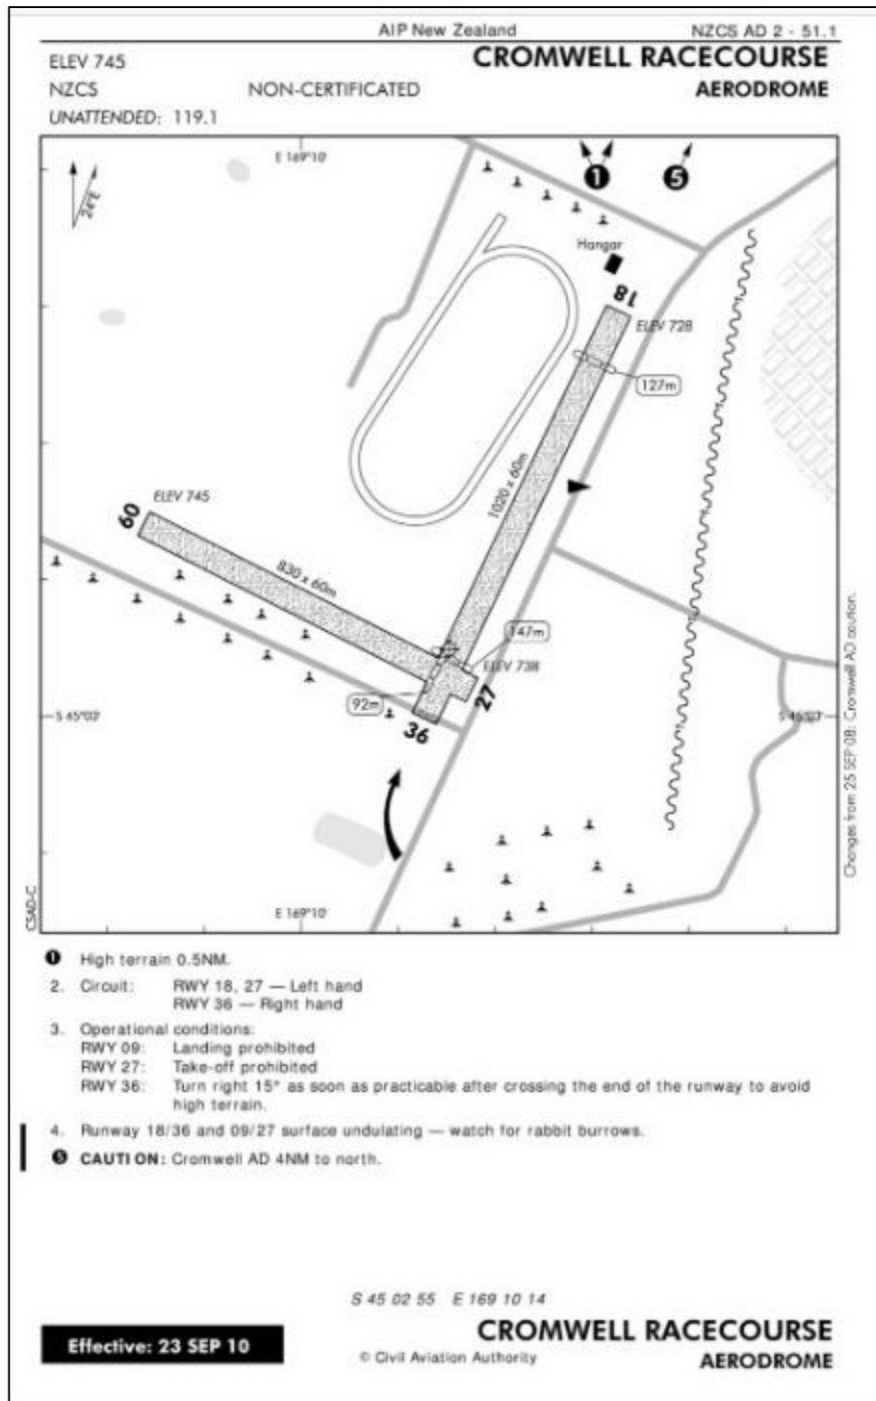 AIP New Zealand
NZCS AD 2 - 51.1
ELEV 745
CROMWELL RACECOURSE
NZCS
NON-CERTIFICATED
AERODROME
UNATTENDED: 119.1
E 169°10'
1
5
24°E
Hangar
18
ELEV 728
127m
1020 x 60m
ELEV 745
09
830 x 60m
147m
ELEV 738
92m
27
36
S 45°03'
S 45°03'
E 169°10'
CSAD-C
Changes from 25 SEP 08: Cromwell AD caution.
1 High terrain 0.5NM.
2. Circuit: RWY 18, 27 — Left hand
RWY 36 — Right hand
3. Operational conditions:
RWY 09: Landing prohibited
RWY 27: Take-off prohibited
RWY 36: Turn right 15° as soon as practicable after crossing the end of the runway to avoid
high terrain.
4. Runway 18/36 and 09/27 surface undulating — watch for rabbit burrows.
5 CAUTION: Cromwell AD 4NM to north.
S 45 02 55 E 169 10 14
Effective: 23 SEP 10
© Civil Aviation Authority
CROMWELL RACECOURSE
AERODROME